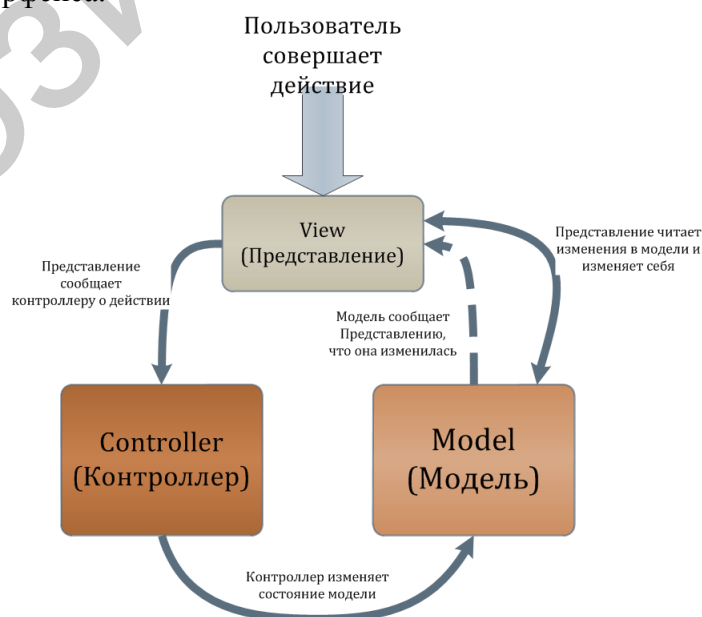 Пользователь
совершает
действие
View
(Представление)
Представление читает
изменения в модели и
изменяет себя
Представление
сообщает
контроллеру о действии
Модель сообщает
Представлению,
что она изменилась
Controller
(Контроллер)
Model
(Модель)
Контроллер изменяет
состояние модели